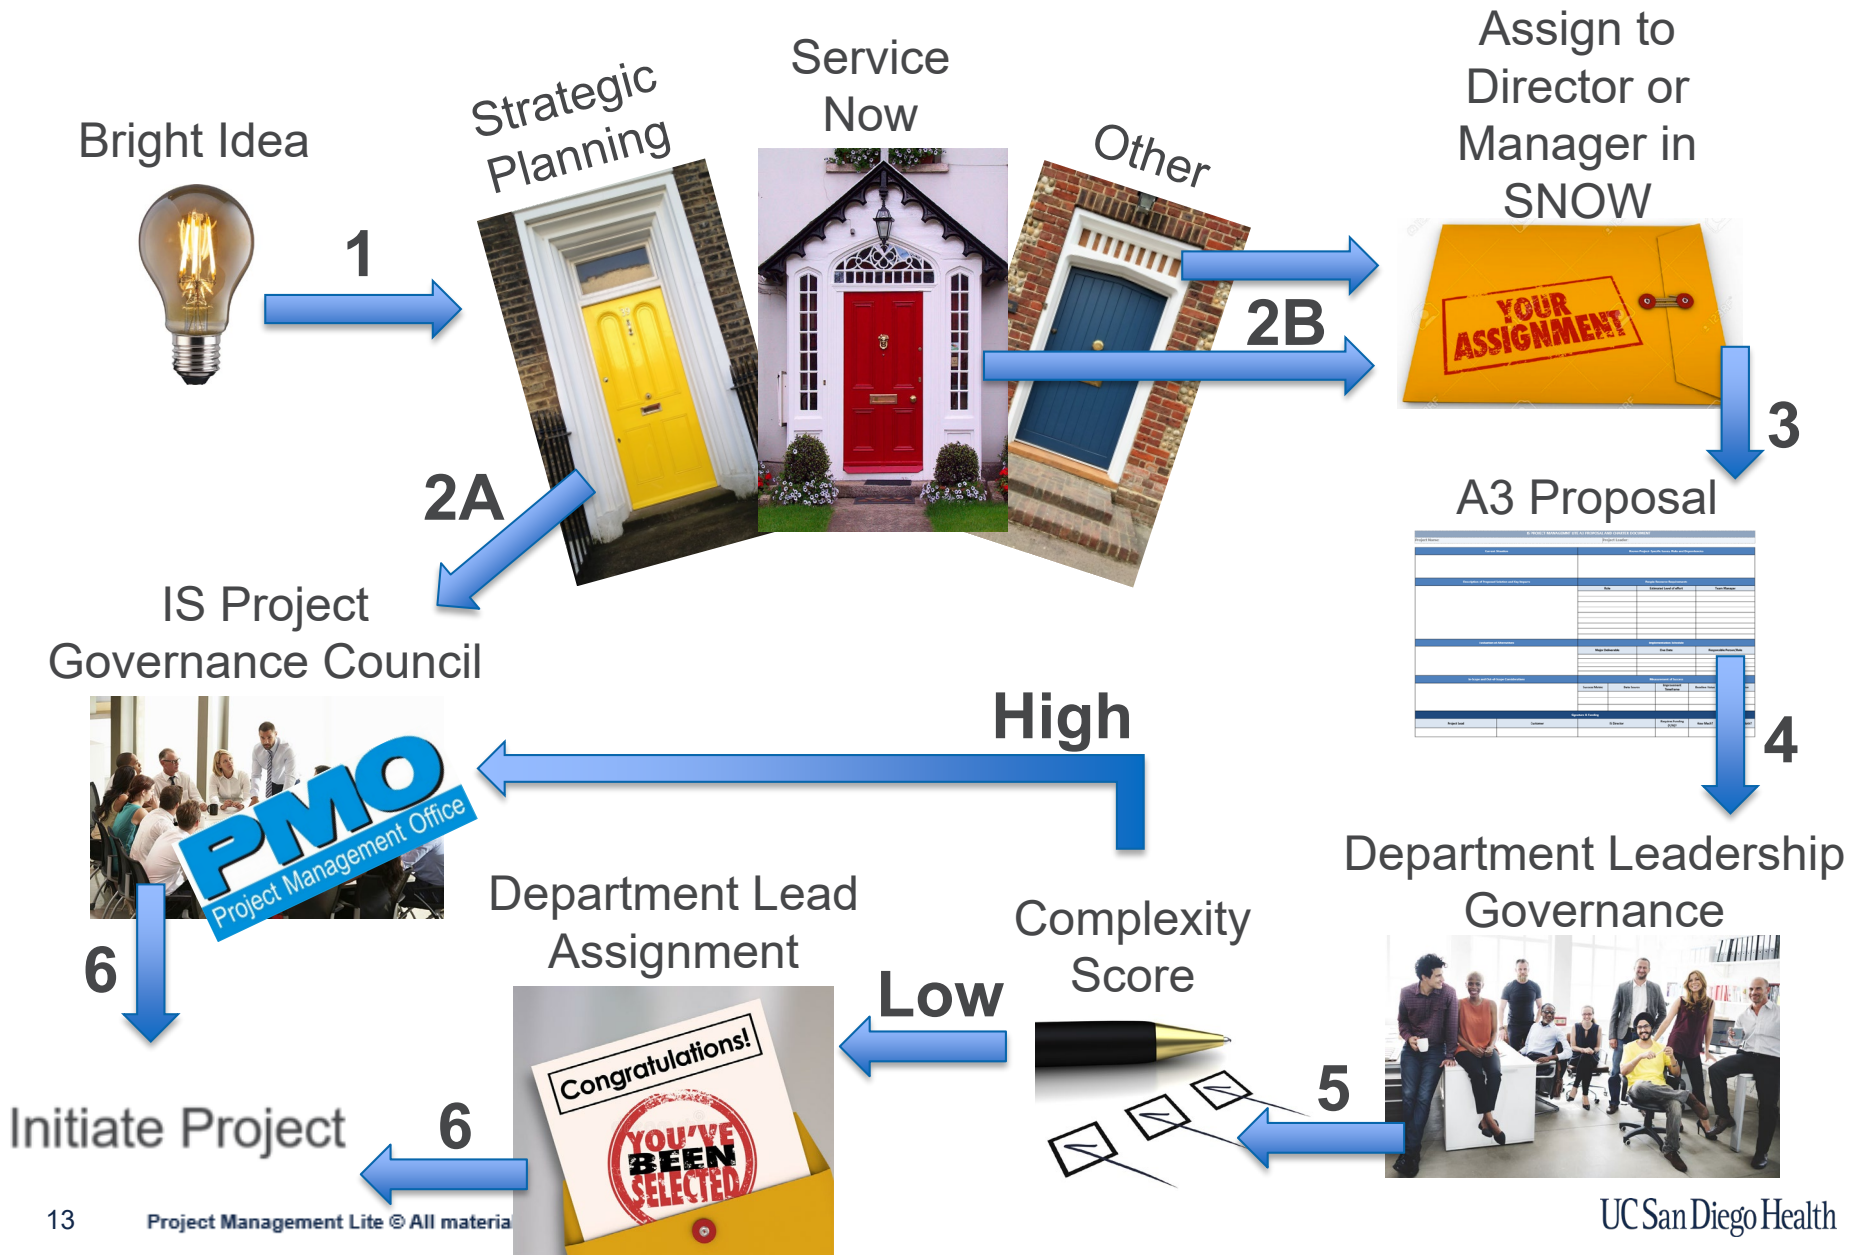 Bright Idea
1
Strategic
Planning
Service
Now
Other
Assign to
Director or
Manager in
SNOW
YOUR
ASSIGNMENT
2A
2B
3
A3 Proposal
4
IS Project
Governance Council
PMO
Project Management Office
High
Department Leadership
Governance
5
Complexity
Score
Low
Department Lead
Assignment
Congratulations!
YOU'VE
BEEN
SELECTED
6
6
Initiate Project
13
Project Management Lite © All material
UC San Diego Health